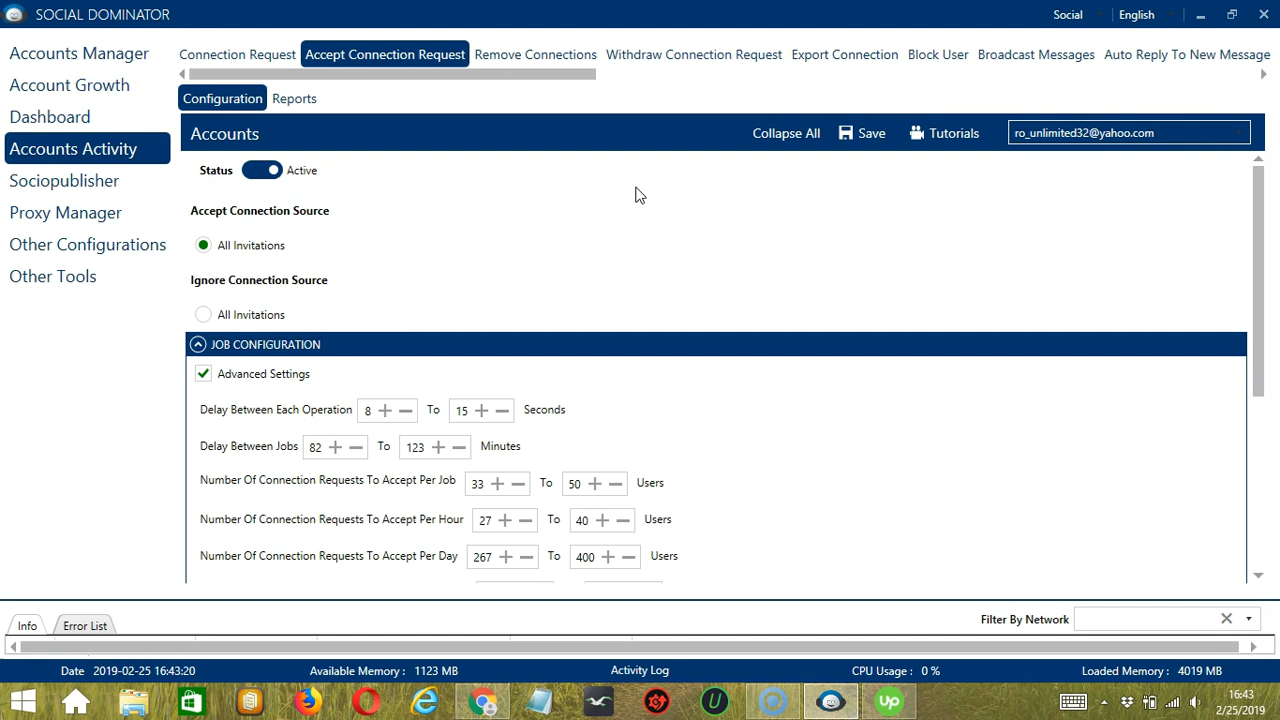 SOCIAL DOMINATOR
Social
English
Accounts Manager
Account Growth
Dashboard
Accounts Activity
Sociopublisher
Proxy Manager
Other Configurations
Other Tools
Connection Request
Accept Connection Request
Remove Connections
Withdraw Connection Request
Export Connection
Block User
Broadcast Messages
Auto Reply To New Message
Configuration
Reports
Accounts
Collapse All
Save
Tutorials
ro_unlimited32@yahoo.com
Status
Active
Accept Connection Source
All Invitations
Ignore Connection Source
All Invitations
JOB CONFIGURATION
Advanced Settings
Delay Between Each Operation 8 To 15 Seconds
Delay Between Jobs 82 To 123 Minutes
Number Of Connection Requests To Accept Per Job 33 To 50 Users
Number Of Connection Requests To Accept Per Hour 27 To 40 Users
Number Of Connection Requests To Accept Per Day 267 To 400 Users
Info
Error List
Filter By Network
Date 2019-02-25 16:43:20
Available Memory : 1123 MB
Activity Log
CPU Usage : 0 %
Loaded Memory : 4019 MB
up
16:43
2/25/2019